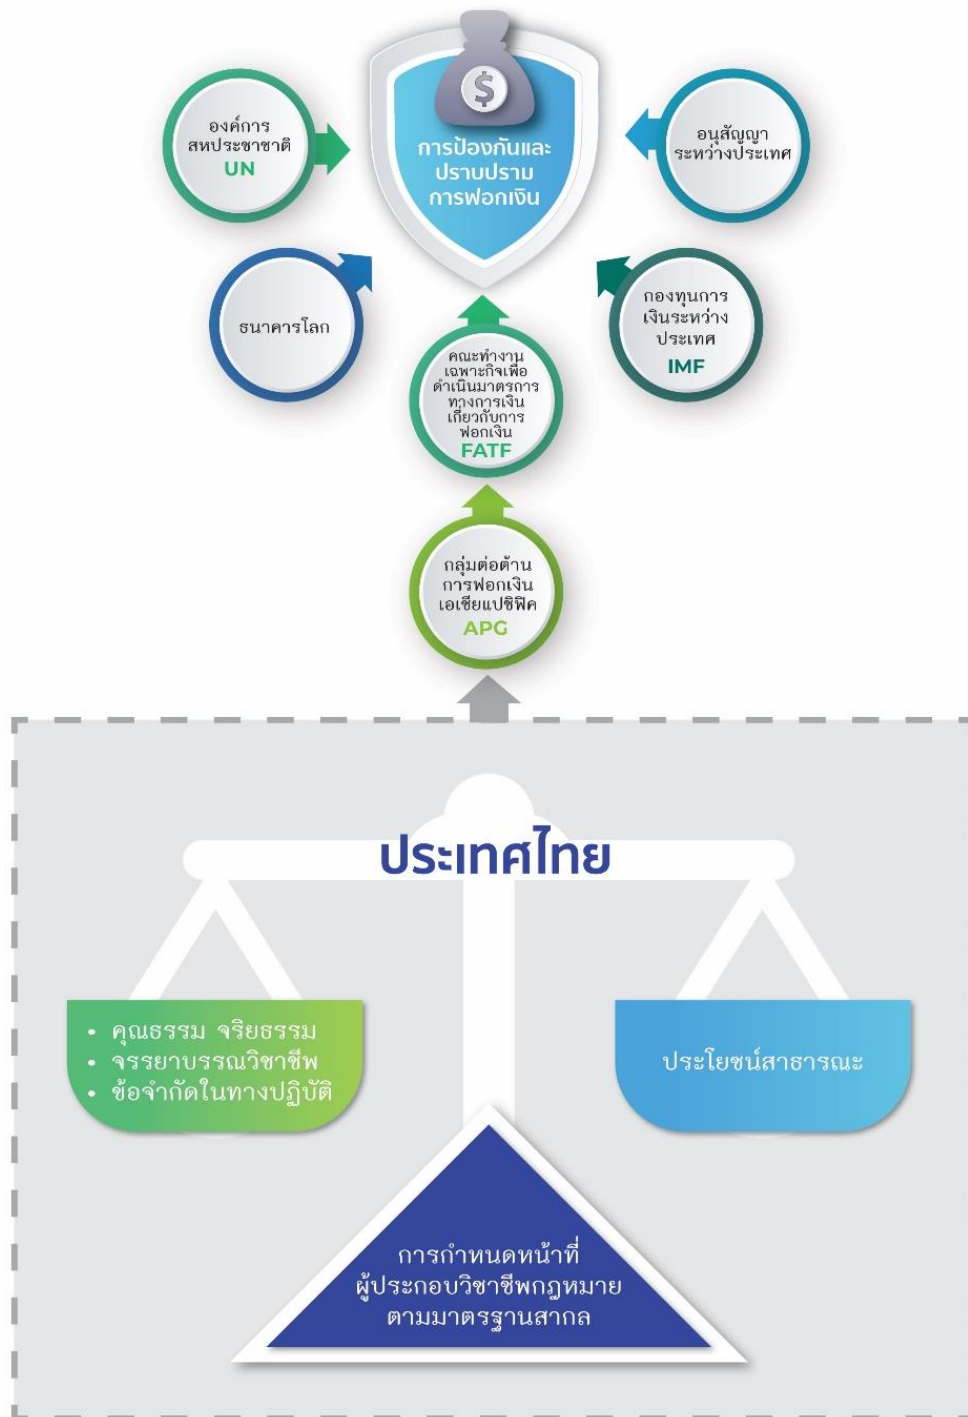 $
การป้องกันและ
ปราบปราม
การฟอกเงิน
องค์การ
สหประชาชาติ
UN
อนุสัญญา
ระหว่างประเทศ
ธนาคารโลก
กองทุนการ
เงินระหว่าง
ประเทศ
IMF
คณะทำงาน
เฉพาะกิจเพื่อ
ดำเนินมาตรการ
ทางการเงิน
เกี่ยวกับการ
ฟอกเงิน
FATF
กลุ่มต่อต้าน
การฟอกเงิน
เอเชียแปซิฟิค
APG
ประเทศไทย
• คุณธรรม จริยธรรม
• จรรยาบรรณวิชาชีพ
• ข้อจำกัดในทางปฏิบัติ
ประโยชน์สาธารณะ
การกำหนดหน้าที่
ผู้ประกอบวิชาชีพกฎหมาย
ตามมาตรฐานสากล